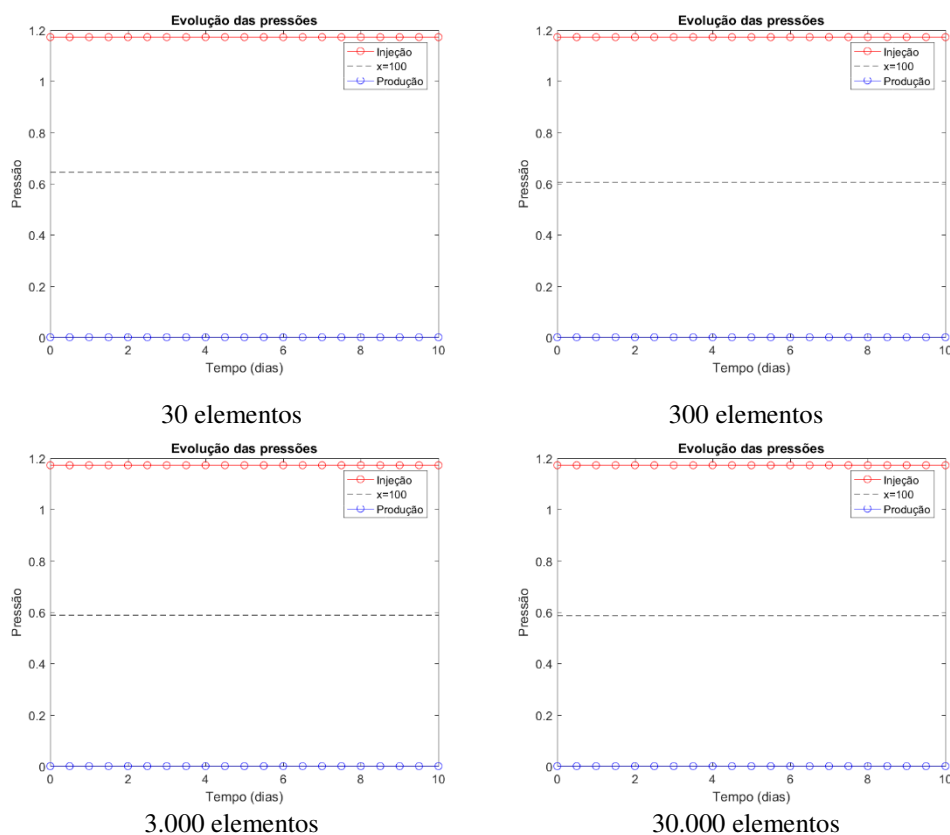 Evolução das pressões
1.2
1
0.8
0.6
0.4
0.2
0
Pressão
Injeção
x=100
Produção
0 2 4 6 8 10
Tempo (dias)
30 elementos
Evolução das pressões
1.2
1
0.8
0.6
0.4
0.2
0
Pressão
Injeção
x=100
Produção
0 2 4 6 8 10
Tempo (dias)
300 elementos
Evolução das pressões
1.2
1
0.8
0.6
0.4
0.2
0
Pressão
Injeção
x=100
Produção
0 2 4 6 8 10
Tempo (dias)
3.000 elementos
Evolução das pressões
1.2
1
0.8
0.6
0.4
0.2
0
Pressão
Injeção
x=100
Produção
0 2 4 6 8 10
Tempo (dias)
30.000 elementos